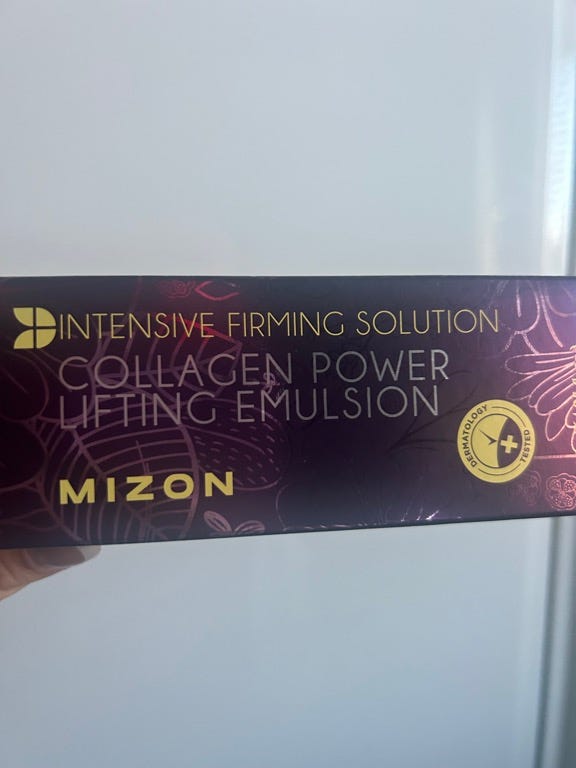 INTENSIVE FIRMING SOLUTION
COLLAGEN POWER
LIFTING EMULSION
DERMATOLOGY
TESTED
MIZON